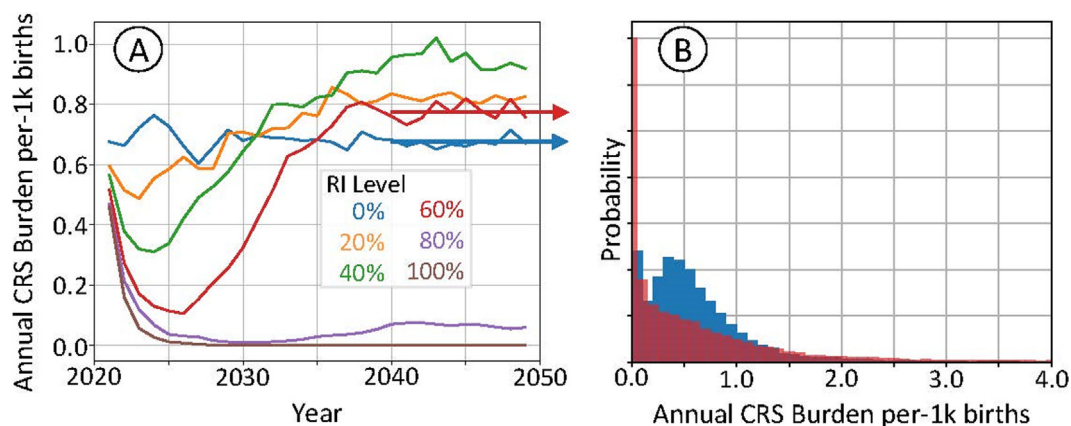 A
Annual CRS Burden per-1k births
1.0
0.8
0.6
0.4
0.2
0.0
2020
2030
2040
2050
Year
RI Level
0% 60%
20% 80%
40% 100%
B
Probability
0.0
1.0
2.0
3.0
4.0
Annual CRS Burden per-1k births